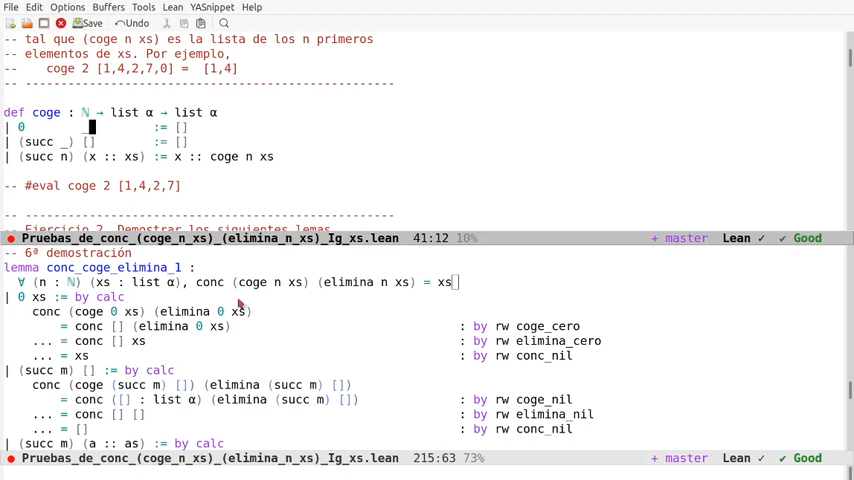 File Edit Options Buffers Tools Lean YASnippet Help
Save Undo
-- tal que (coge n xs) es la lista de los n primeros
-- elementos de xs. Por ejemplo,
--    coge 2 [1,4,2,7,0] =  [1,4]
-- ----------------------------------------------------
def coge : ℕ → list α → list α
| 0        _         := []
| (succ _) []        := []
| (succ n) (x :: xs) := x :: coge n xs
-- #eval coge 2 [1,4,2,7]
-- ----------------------------------------------------
-- Ejercicio 2. Demostrar los siguientes lemas
Pruebas_de_conc_(coge_n_xs)_(elimina_n_xs)_Ig_xs.lean 41:12 10% + master Lean ✓ ✔ Good
-- 6ª demostración
lemma conc_coge_elimina_1 :
  ∀ (n : ℕ) (xs : list α), conc (coge n xs) (elimina n xs) = xs
| 0 xs := by calc
    conc (coge 0 xs) (elimina 0 xs)
        = conc [] (elimina 0 xs)                                : by rw coge_cero
    ... = conc [] xs                                            : by rw elimina_cero
    ... = xs                                                    : by rw conc_nil
| (succ m) [] := by calc
    conc (coge (succ m) []) (elimina (succ m) [])
        = conc ([] : list α) (elimina (succ m) [])              : by rw coge_nil
    ... = conc [] []                                            : by rw elimina_nil
    ... = []                                                    : by rw conc_nil
| (succ m) (a :: as) := by calc
Pruebas_de_conc_(coge_n_xs)_(elimina_n_xs)_Ig_xs.lean 215:63 73% + master Lean ✓ ✔ Good